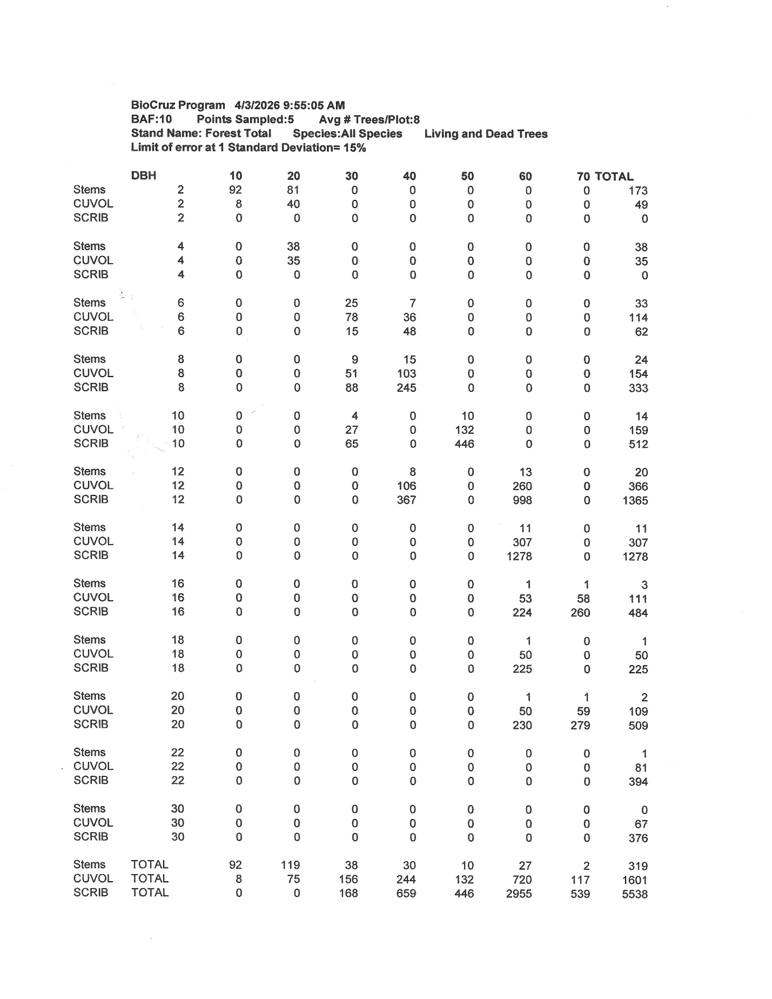 BioCruz Program 4/3/2026 9:55:05 AM
BAF:10 Points Sampled:5 Avg # Trees/Plot:8
Stand Name: Forest Total Species:All Species Living and Dead Trees
Limit of error at 1 Standard Deviation= 15%
DBH 10 20 30 40 50 60 70 TOTAL
Stems 2 92 81 0 0 0 0 0 173
CUVOL 2 8 40 0 0 0 0 0 49
SCRIB 2 0 0 0 0 0 0 0 0
Stems 4 0 38 0 0 0 0 0 38
CUVOL 4 0 35 0 0 0 0 0 35
SCRIB 4 0 0 0 0 0 0 0 0
Stems 6 0 0 25 7 0 0 0 33
CUVOL 6 0 0 78 36 0 0 0 114
SCRIB 6 0 0 15 48 0 0 0 62
Stems 8 0 0 9 15 0 0 0 24
CUVOL 8 0 0 51 103 0 0 0 154
SCRIB 8 0 0 88 245 0 0 0 333
Stems 10 0 0 4 0 10 0 0 14
CUVOL 10 0 0 27 0 132 0 0 159
SCRIB 10 0 0 65 0 446 0 0 512
Stems 12 0 0 0 8 0 13 0 20
CUVOL 12 0 0 0 106 0 260 0 366
SCRIB 12 0 0 0 367 0 998 0 1365
Stems 14 0 0 0 0 0 11 0 11
CUVOL 14 0 0 0 0 0 307 0 307
SCRIB 14 0 0 0 0 0 1278 0 1278
Stems 16 0 0 0 0 0 1 1 3
CUVOL 16 0 0 0 0 0 53 58 111
SCRIB 16 0 0 0 0 0 224 260 484
Stems 18 0 0 0 0 0 1 0 1
CUVOL 18 0 0 0 0 0 50 0 50
SCRIB 18 0 0 0 0 0 225 0 225
Stems 20 0 0 0 0 0 1 1 2
CUVOL 20 0 0 0 0 0 50 59 109
SCRIB 20 0 0 0 0 0 230 279 509
Stems 22 0 0 0 0 0 0 0 1
CUVOL 22 0 0 0 0 0 0 0 81
SCRIB 22 0 0 0 0 0 0 0 394
Stems 30 0 0 0 0 0 0 0 0
CUVOL 30 0 0 0 0 0 0 0 67
SCRIB 30 0 0 0 0 0 0 0 376
Stems TOTAL 92 119 38 30 10 27 2 319
CUVOL TOTAL 8 75 156 244 132 720 117 1601
SCRIB TOTAL 0 0 168 659 446 2955 539 5538